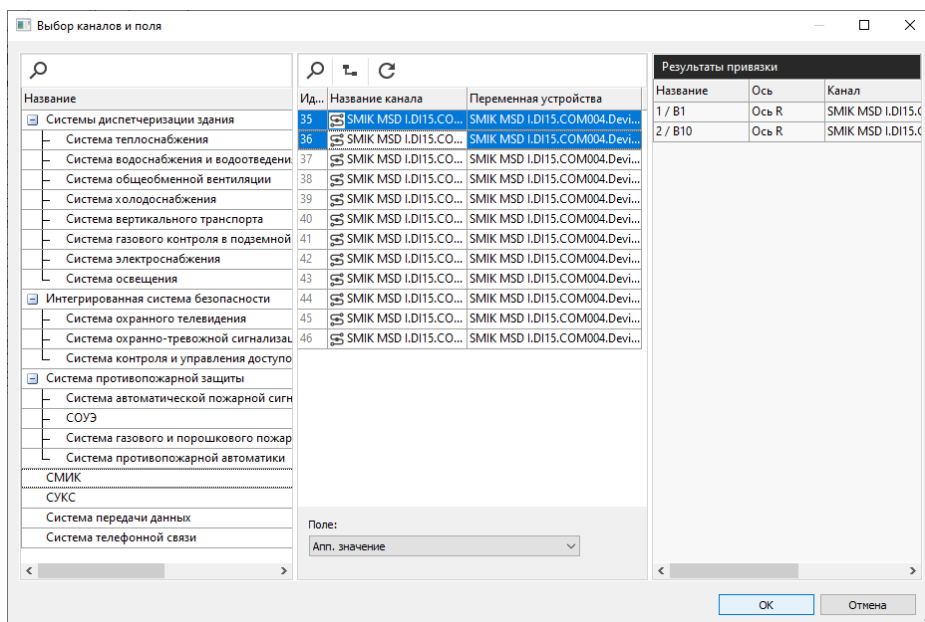 Выбор каналов и поля
Название
Системы диспетчеризации здания
Система теплоснабжения
Система водоснабжения и водоотведени
Система общеобменной вентиляции
Система холодоснабжения
Система вертикального транспорта
Система газового контроля в подземной
Система электроснабжения
Система освещения
Интегрированная система безопасности
Система охранного телевидения
Система охранно-тревожной сигнализац
Система контроля и управления доступо
Система противопожарной защиты
Система автоматической пожарной сигн
СОУЭ
Система газового и порошкового пожар
Система противопожарной автоматики
СМИК
СУКС
Система передачи данных
Система телефонной связи
Ид... Название канала Переменная устройства
35 SMIK MSD I.DI15.CO... SMIK MSD I.DI15.COM004.Devi...
36 SMIK MSD I.DI15.CO... SMIK MSD I.DI15.COM004.Devi...
37 SMIK MSD I.DI15.CO... SMIK MSD I.DI15.COM004.Devi...
38 SMIK MSD I.DI15.CO... SMIK MSD I.DI15.COM004.Devi...
39 SMIK MSD I.DI15.CO... SMIK MSD I.DI15.COM004.Devi...
40 SMIK MSD I.DI15.CO... SMIK MSD I.DI15.COM004.Devi...
41 SMIK MSD I.DI15.CO... SMIK MSD I.DI15.COM004.Devi...
42 SMIK MSD I.DI15.CO... SMIK MSD I.DI15.COM004.Devi...
43 SMIK MSD I.DI15.CO... SMIK MSD I.DI15.COM004.Devi...
44 SMIK MSD I.DI15.CO... SMIK MSD I.DI15.COM004.Devi...
45 SMIK MSD I.DI15.CO... SMIK MSD I.DI15.COM004.Devi...
46 SMIK MSD I.DI15.CO... SMIK MSD I.DI15.COM004.Devi...
Поле:
Апп. значение
Результаты привязки
Название Ось Канал
1 / B1 Ось R SMIK MSD I.DI15.(
2 / B10 Ось R SMIK MSD I.DI15.(
OK Отмена